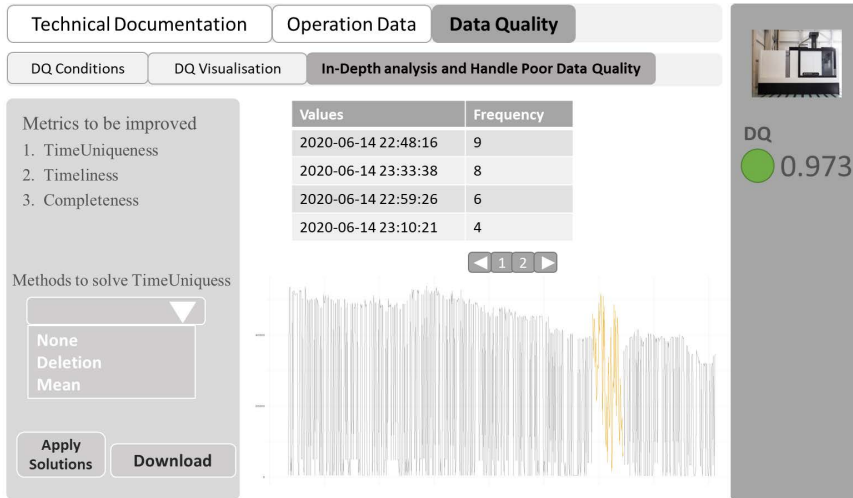 Technical Documentation
Operation Data
Data Quality
DQ Conditions
DQ Visualisation
In-Depth analysis and Handle Poor Data Quality
Metrics to be improved
1. TimeUniqueness
2. Timeliness
3. Completeness
Methods to solve TimeUniquess
None
Deletion
Mean
Apply
Solutions
Download
Values Frequency
2020-06-14 22:48:16 9
2020-06-14 23:33:38 8
2020-06-14 22:59:26 6
2020-06-14 23:10:21 4
1 2
DQ
0.973